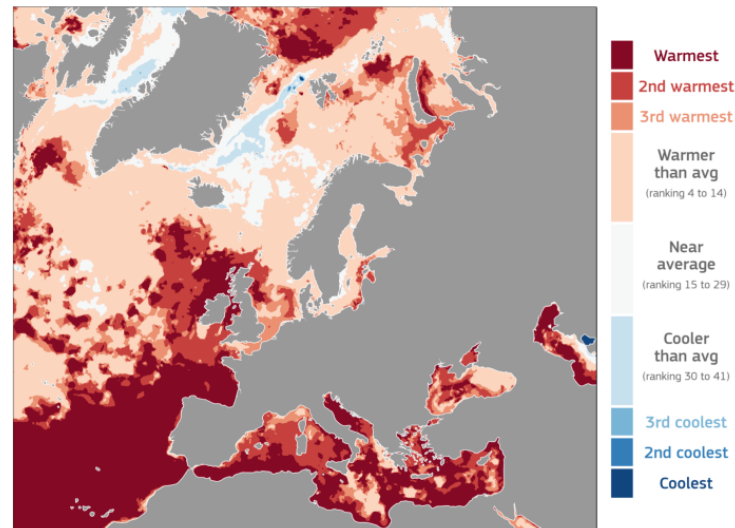 Warmest
2nd warmest
3rd warmest
Warmer
than avg
(ranking 4 to 14)
Near
average
(ranking 15 to 29)
Cooler
than avg
(ranking 30 to 41)
3rd coolest
2nd coolest
Coolest